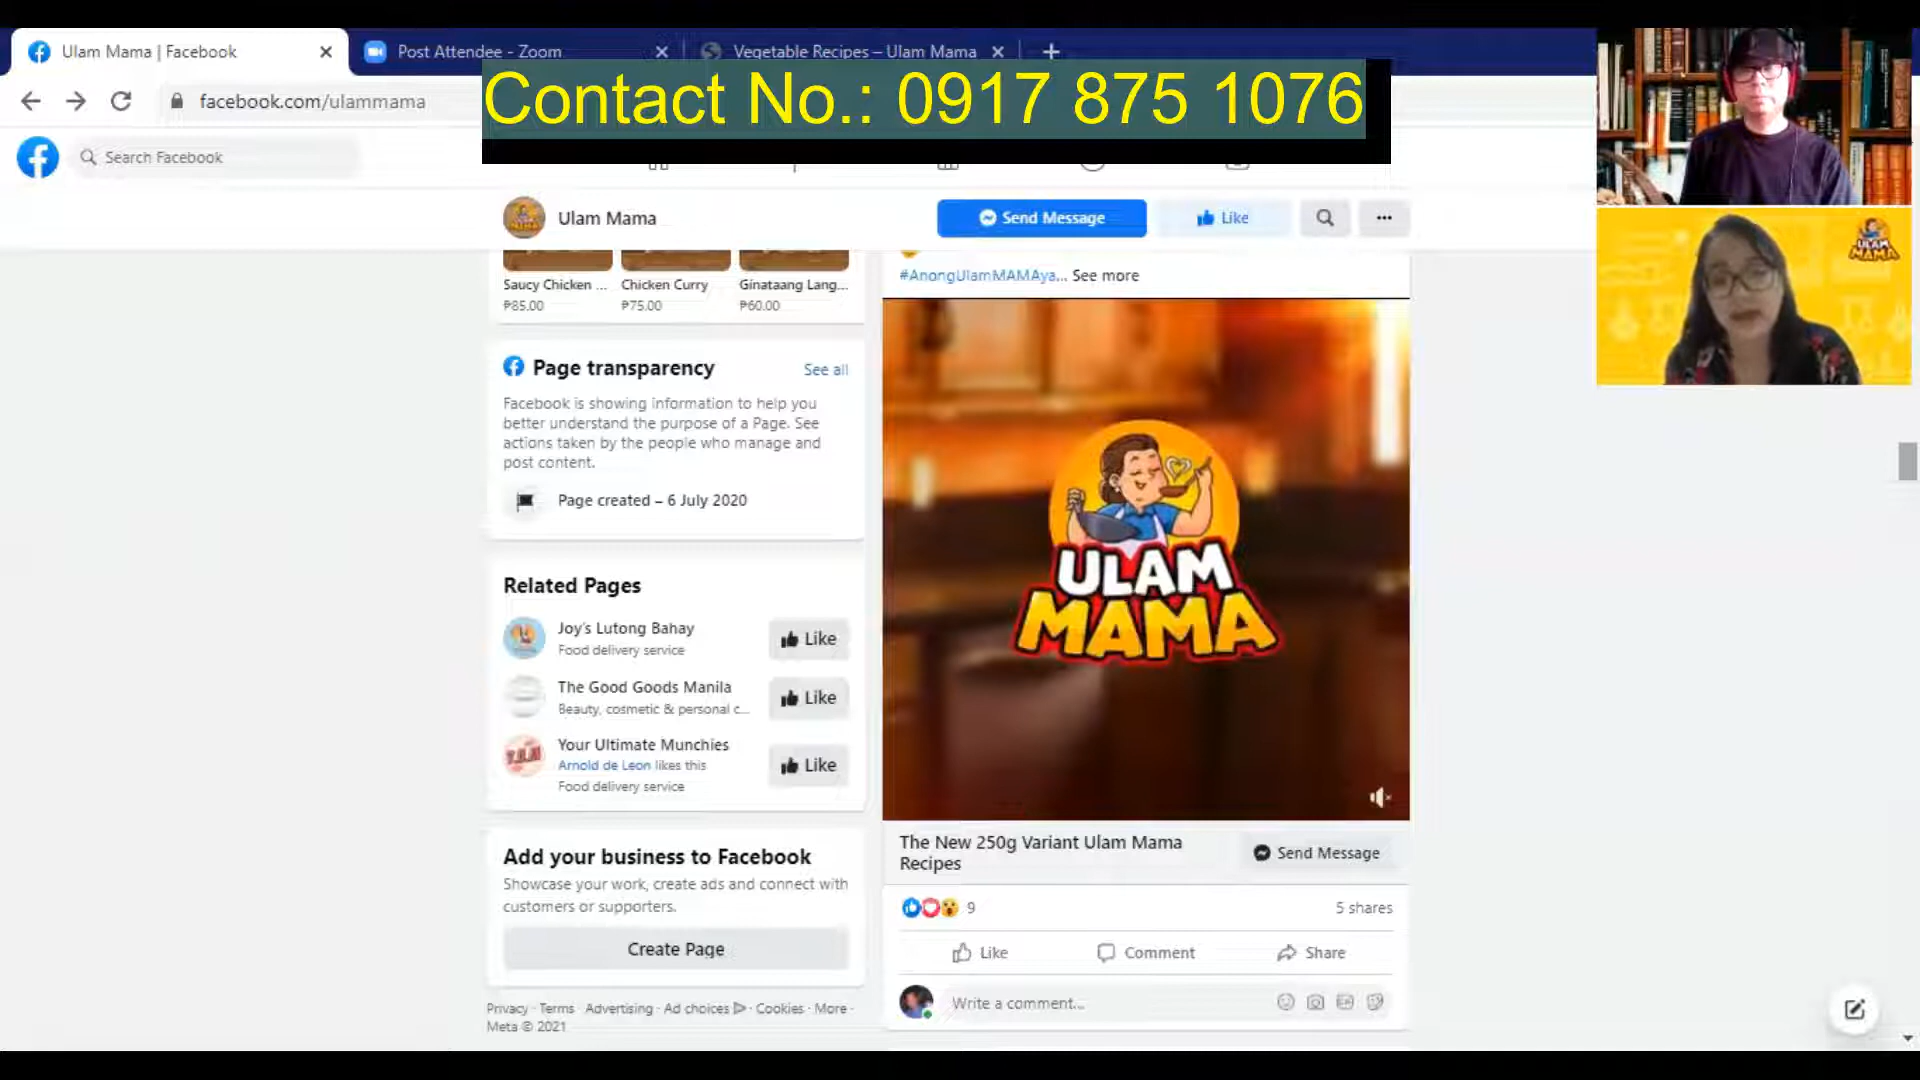 Ulam Mama | Facebook
Post Attendee - Zoom
Vegetable Recipes – Ulam Mama
facebook.com/ulammama
Contact No.: 0917 875 1076
Search Facebook
Ulam Mama
Send Message
Like
Saucy Chicken ...
Chicken Curry
Ginataang Lang...
₱85.00
₱75.00
₱60.00
#AnongUlamMAMAya... See more
Page transparency
See all
Facebook is showing information to help you
better understand the purpose of a Page. See
actions taken by the people who manage and
post content.
Page created – 6 July 2020
Related Pages
Joy's Lutong Bahay
Food delivery service
Like
The Good Goods Manila
Beauty, cosmetic & personal c...
Like
Your Ultimate Munchies
Arnold de Leon likes this
Food delivery service
Like
Add your business to Facebook
Showcase your work, create ads and connect with
customers or supporters.
Create Page
Privacy · Terms · Advertising · Ad choices · Cookies · More ·
Meta © 2021
ULAM
MAMA
The New 250g Variant Ulam Mama
Recipes
Send Message
9
5 shares
Like
Comment
Share
Write a comment...
ULAM
MAMA